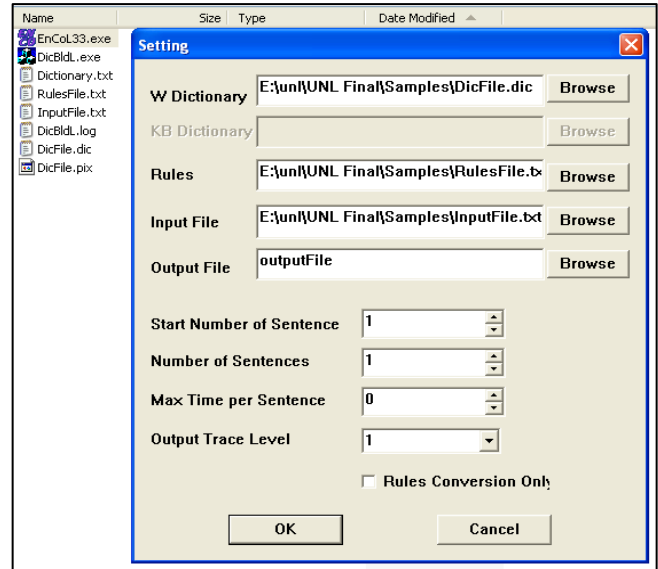 Name Size Type Date Modified
EnCoL33.exe
DicBldL.exe
Dictionary.txt
RulesFile.txt
InputFile.txt
DicBldL.log
DicFile.dic
DicFile.pix
Setting
W Dictionary E:\unl\UNL Final\Samples\DicFile.dic Browse
KB Dictionary Browse
Rules E:\unl\UNL Final\Samples\RulesFile.tx Browse
Input File E:\unl\UNL Final\Samples\InputFile.txt Browse
Output File outputFile Browse
Start Number of Sentence 1
Number of Sentences 1
Max Time per Sentence 0
Output Trace Level 1
Rules Conversion Only
OK Cancel